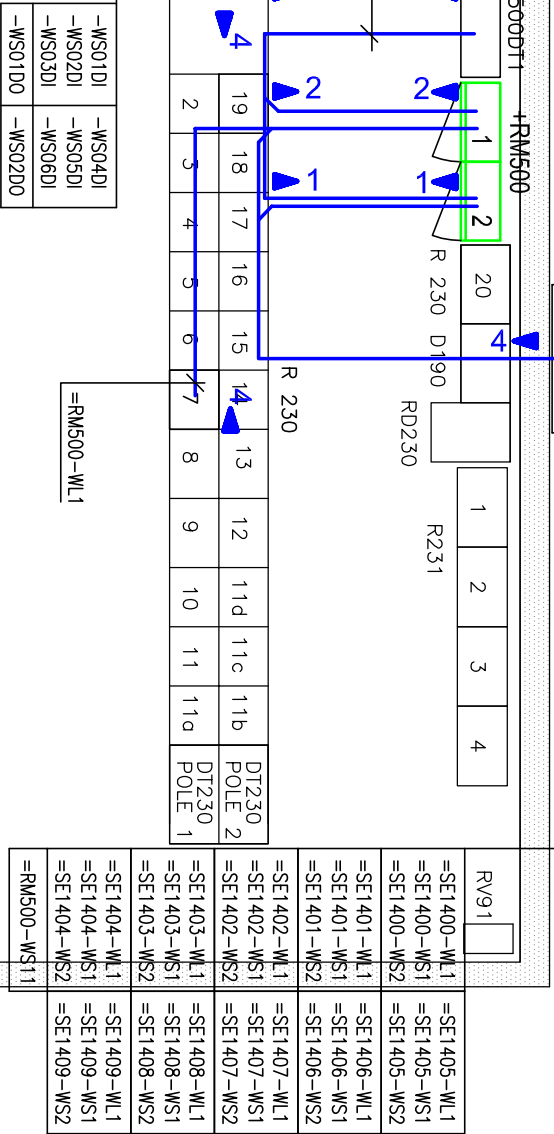 500DT1
+RM500
-WS01DI
-WS02DI
-WS03DI
-WS04DI
-WS05DI
-WS06DI
-WS01DO
-WS02DO
4
2
2
1
1
4
4
1
2
20
R 230
D190
RD230
R231
1
2
3
4
R 230
19
18
17
16
15
14
13
12
11d
11c
11b
DT230
POLE 2
2
3
4
5
6
7
8
9
10
11
11a
DT230
POLE 1
=RM500-WL1
RV91
=SE1400-WL1
=SE1400-WS1
=SE1400-WS2
=SE1401-WL1
=SE1401-WS1
=SE1401-WS2
=SE1402-WL1
=SE1402-WS1
=SE1402-WS2
=SE1403-WL1
=SE1403-WS1
=SE1403-WS2
=SE1404-WL1
=SE1404-WS1
=SE1404-WS2
=RM500-WS11
=SE1405-WL1
=SE1405-WS1
=SE1405-WS2
=SE1406-WL1
=SE1406-WS1
=SE1406-WS2
=SE1407-WL1
=SE1407-WS1
=SE1407-WS2
=SE1408-WL1
=SE1408-WS1
=SE1408-WS2
=SE1409-WL1
=SE1409-WS1
=SE1409-WS2